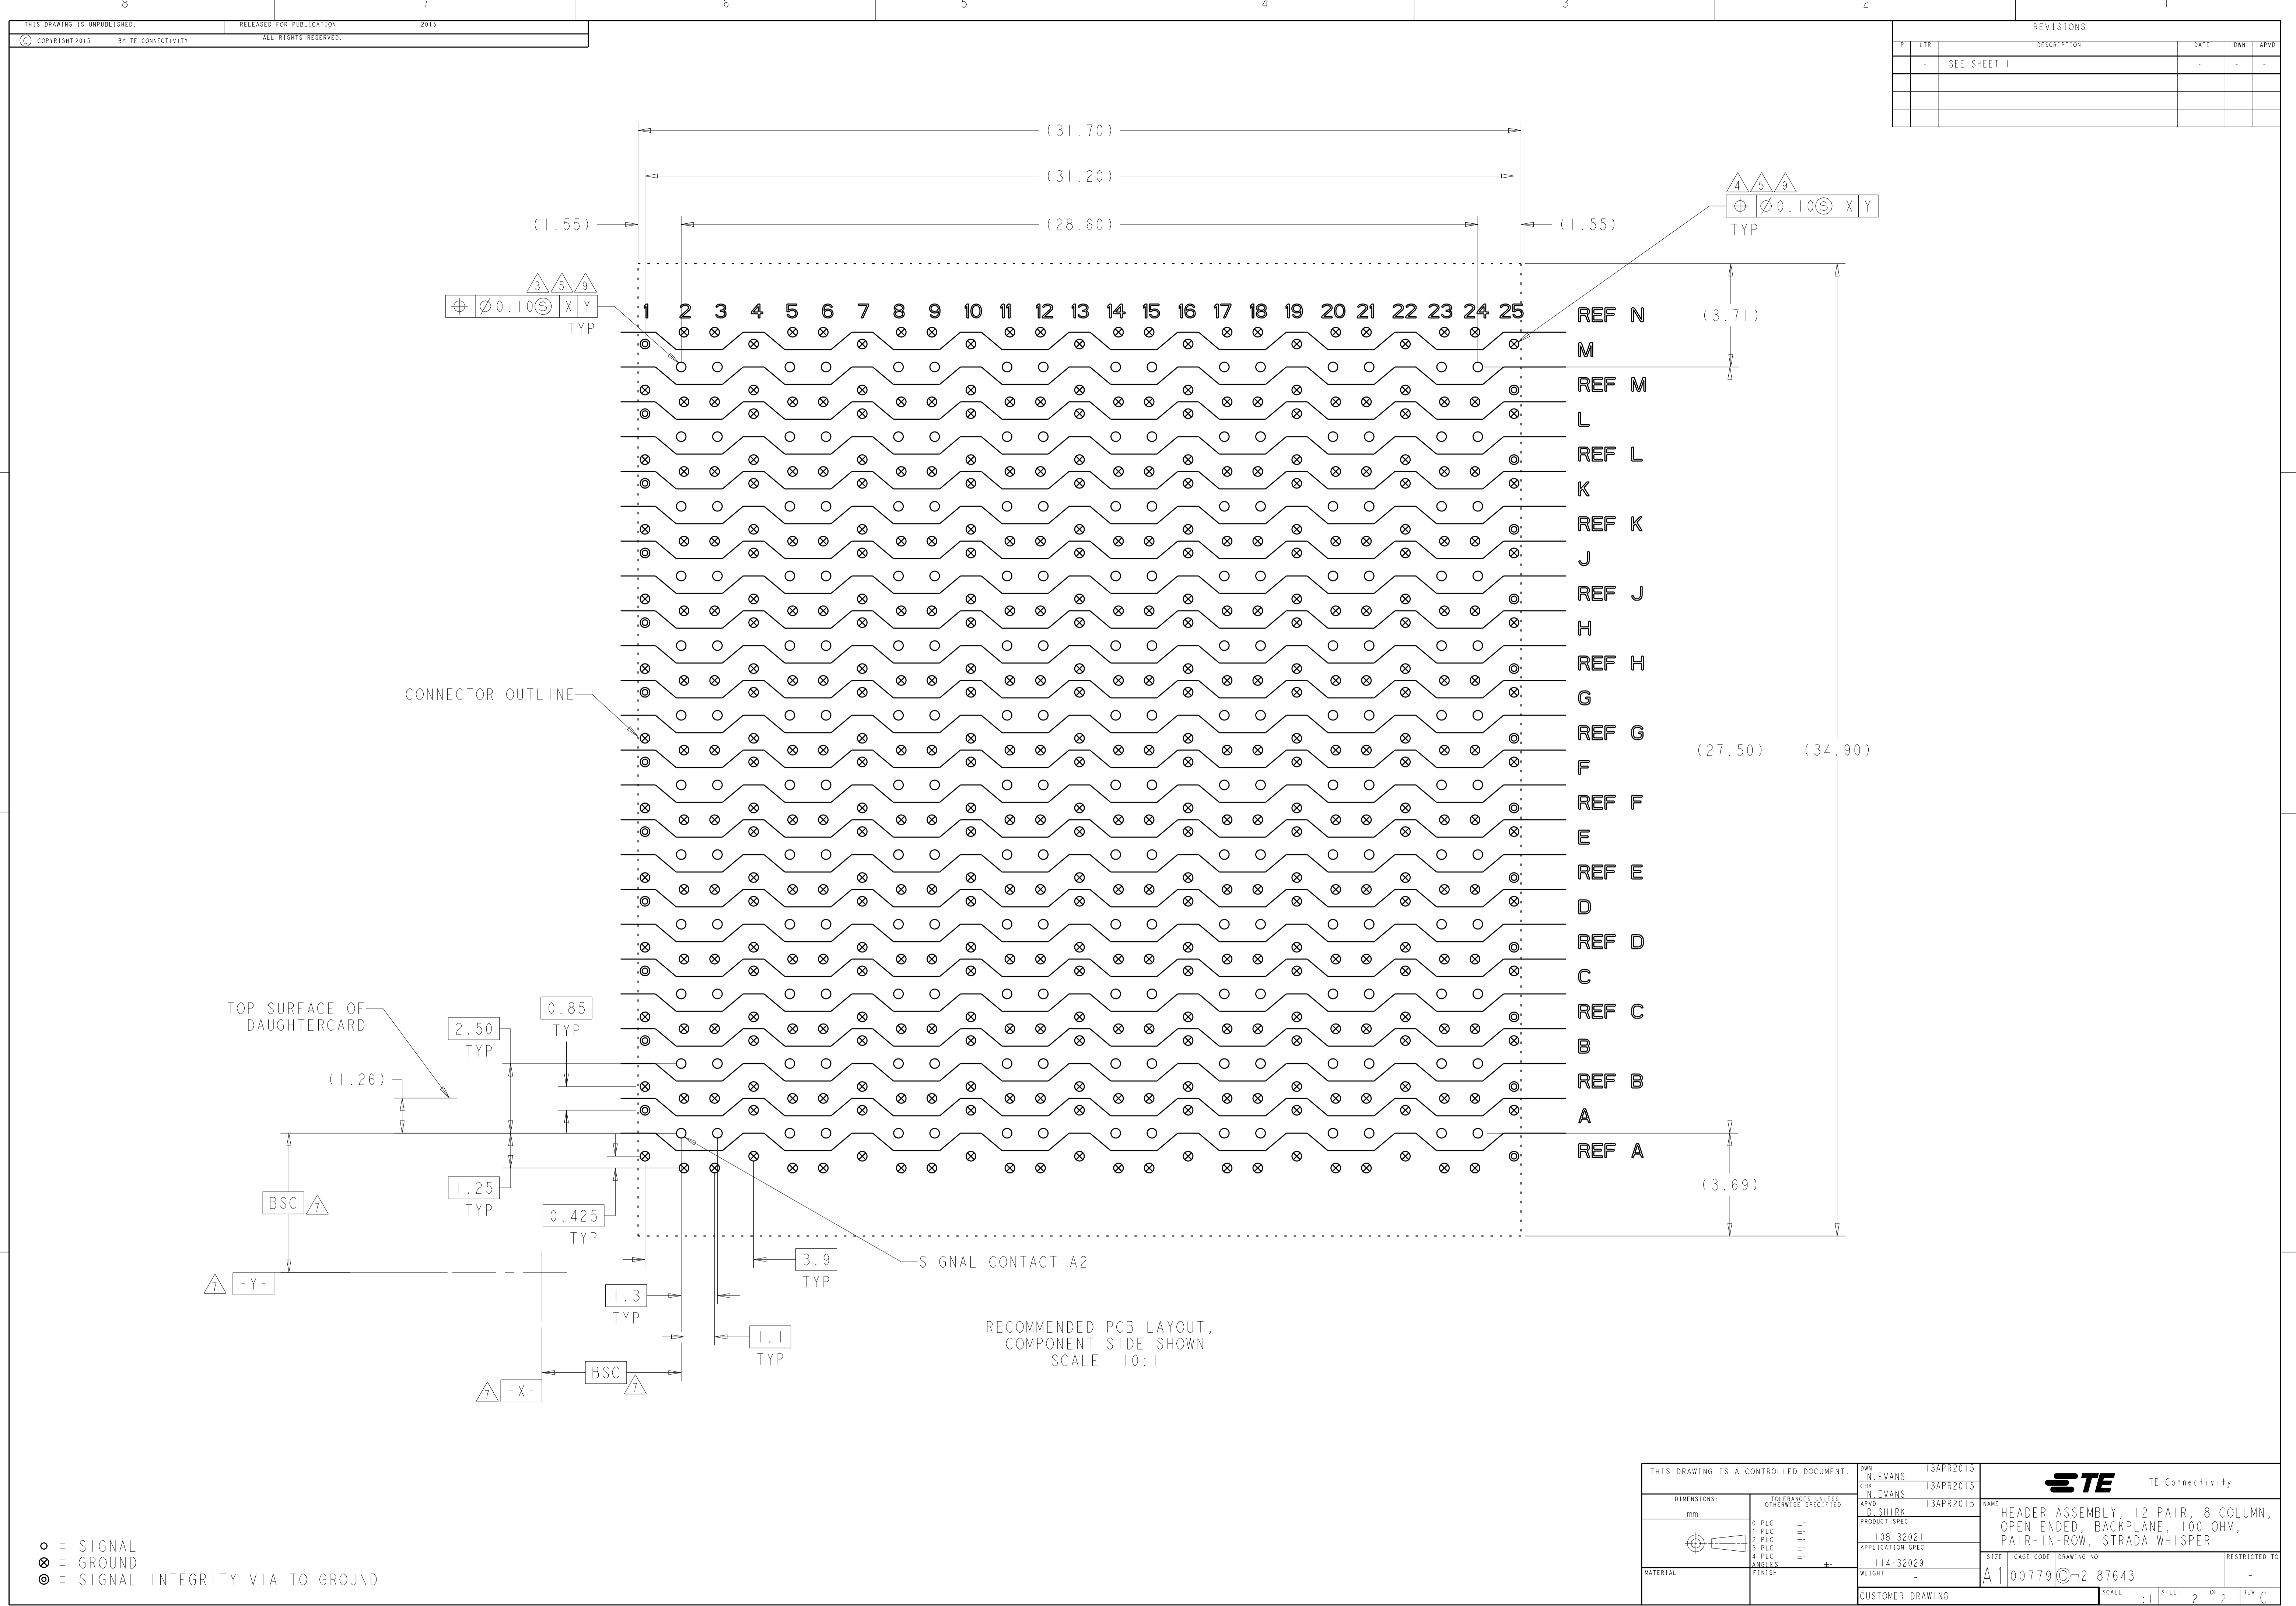 8 7 6 5 4 3 2 1
THIS DRAWING IS UNPUBLISHED. RELEASED FOR PUBLICATION 2015
© COPYRIGHT 2015 BY TE CONNECTIVITY ALL RIGHTS RESERVED.
REVISIONS
P LTR DESCRIPTION DATE DWN APVD
- SEE SHEET 1 - - -
(31.70)
(31.20)
(1.55) (28.60) (1.55)
4 5 9
⌖ Ø0.10Ⓢ X Y
TYP
3 5 9
⌖ Ø0.10Ⓢ X Y
TYP
1 2 3 4 5 6 7 8 9 10 11 12 13 14 15 16 17 18 19 20 21 22 23 24 25
REF N
(3.71)
M
REF M
L
REF L
K
REF K
J
REF J
H
REF H
CONNECTOR OUTLINE
G
REF G
(27.50) (34.90)
F
REF F
E
REF E
D
REF D
C
REF C
B
REF B
A
REF A
TOP SURFACE OF
DAUGHTERCARD
0.85
TYP
2.50
TYP
(1.26)
1.25
TYP
BSC 7
0.425
TYP
(3.69)
7 -Y-
SIGNAL CONTACT A2
3.9
TYP
1.3
TYP
1.1
TYP
BSC 7
7 -X-
RECOMMENDED PCB LAYOUT,
COMPONENT SIDE SHOWN
SCALE 10:1
= SIGNAL
= GROUND
= SIGNAL INTEGRITY VIA TO GROUND
THIS DRAWING IS A CONTROLLED DOCUMENT.
DIMENSIONS:
mm
TOLERANCES UNLESS
OTHERWISE SPECIFIED:
0 PLC ±-
1 PLC ±-
2 PLC ±-
3 PLC ±-
4 PLC ±-
ANGLES ±-
MATERIAL
FINISH
DWN 13APR2015
N.EVANS
CHK 13APR2015
N.EVANS
APVD 13APR2015
D.SHIRK
PRODUCT SPEC
108-32021
APPLICATION SPEC
114-32029
WEIGHT -
CUSTOMER DRAWING
TE TE Connectivity
NAME
HEADER ASSEMBLY, 12 PAIR, 8 COLUMN,
OPEN ENDED, BACKPLANE, 100 OHM,
PAIR-IN-ROW, STRADA WHISPER
SIZE CAGE CODE DRAWING NO RESTRICTED TO
A1 00779 ©-2187643 -
SCALE 1:1 SHEET 2 OF 2 REV C